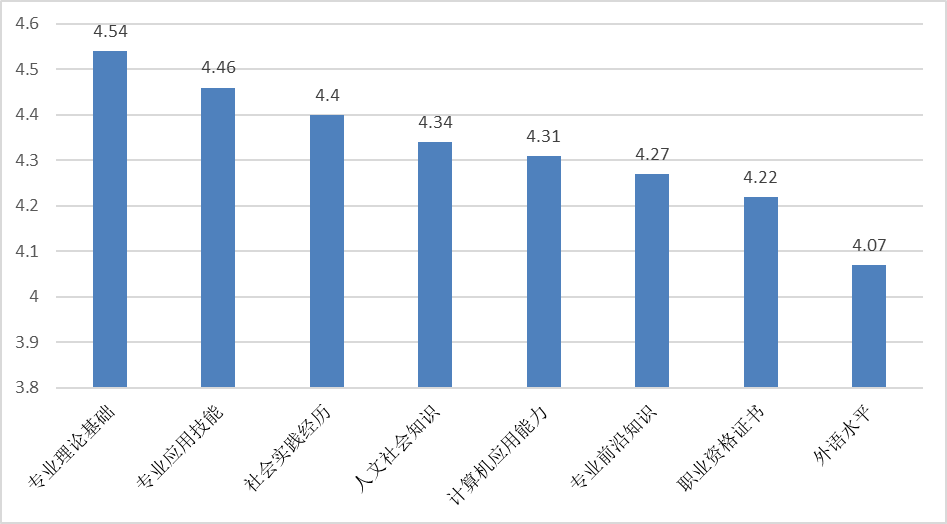 4.6
4.5
4.4
4.3
4.2
4.1
4
3.9
3.8
4.54
4.46
4.4
4.34
4.31
4.27
4.22
4.07
专业理论基础
专业应用技能
社会实践经历
人文社会知识
计算机应用能力
专业前沿知识
职业资格证书
外语水平